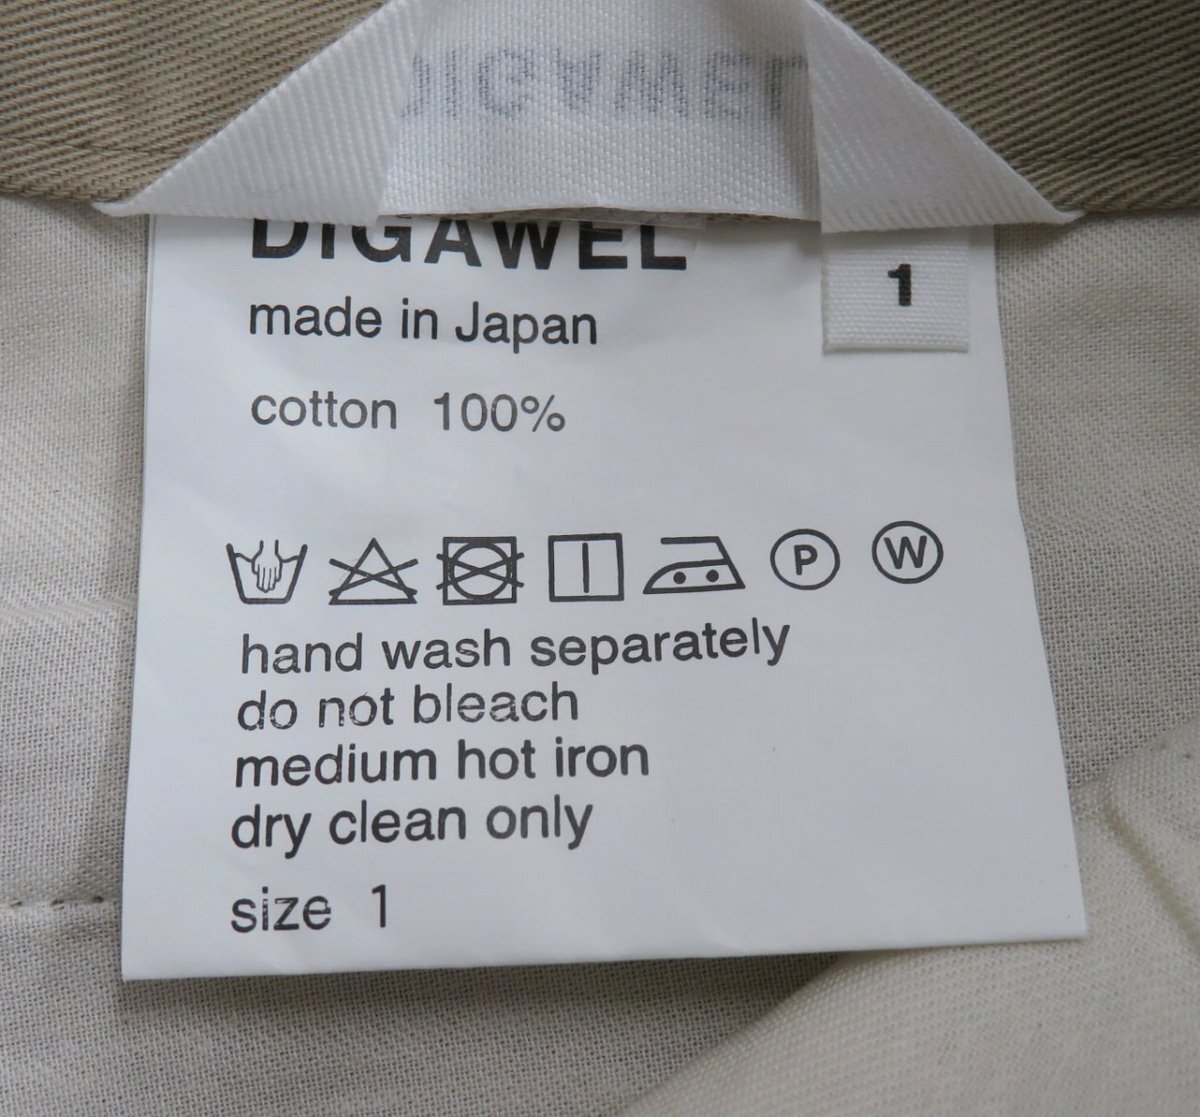 DIGAWEL
DIGAWEL
1
made in Japan
cotton 100%
P W
hand wash separately
do not bleach
medium hot iron
dry clean only
size 1